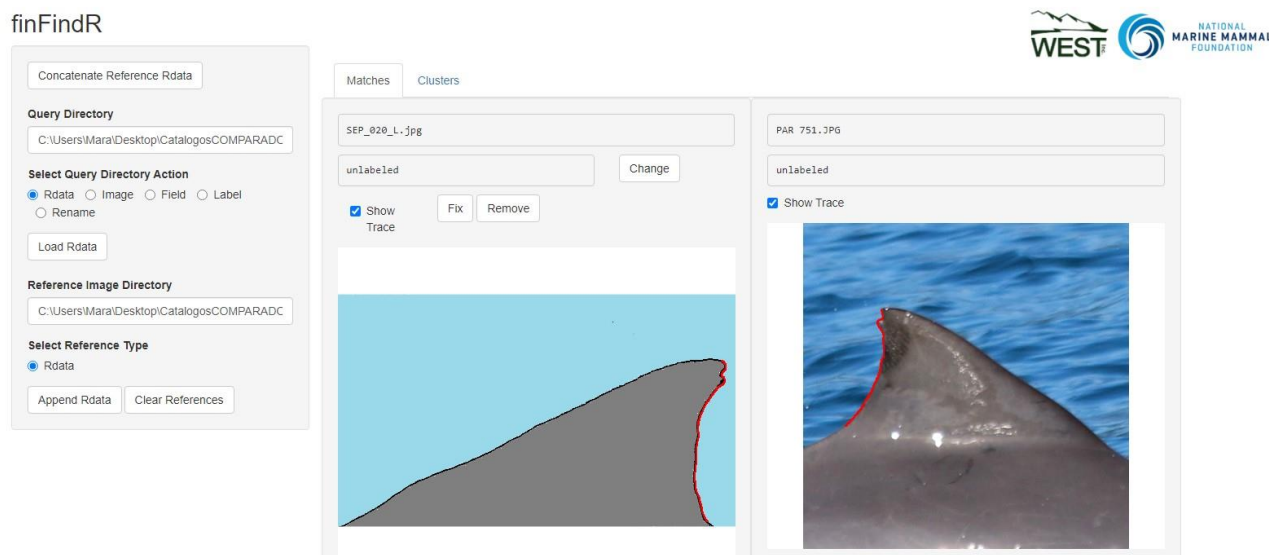 finFindR
WEST
INC
NATIONAL
MARINE MAMMAL
FOUNDATION
Concatenate Reference Rdata
Query Directory
C:\Users\Mara\Desktop\CatalogosCOMPARADC
Select Query Directory Action
Rdata Image Field Label
Rename
Load Rdata
Reference Image Directory
C:\Users\Mara\Desktop\CatalogosCOMPARADC
Select Reference Type
Rdata
Append Rdata Clear References
Matches Clusters
SEP_020_L.jpg
unlabeled Change
Show Fix Remove
Trace
PAR 751.JPG
unlabeled
Show Trace